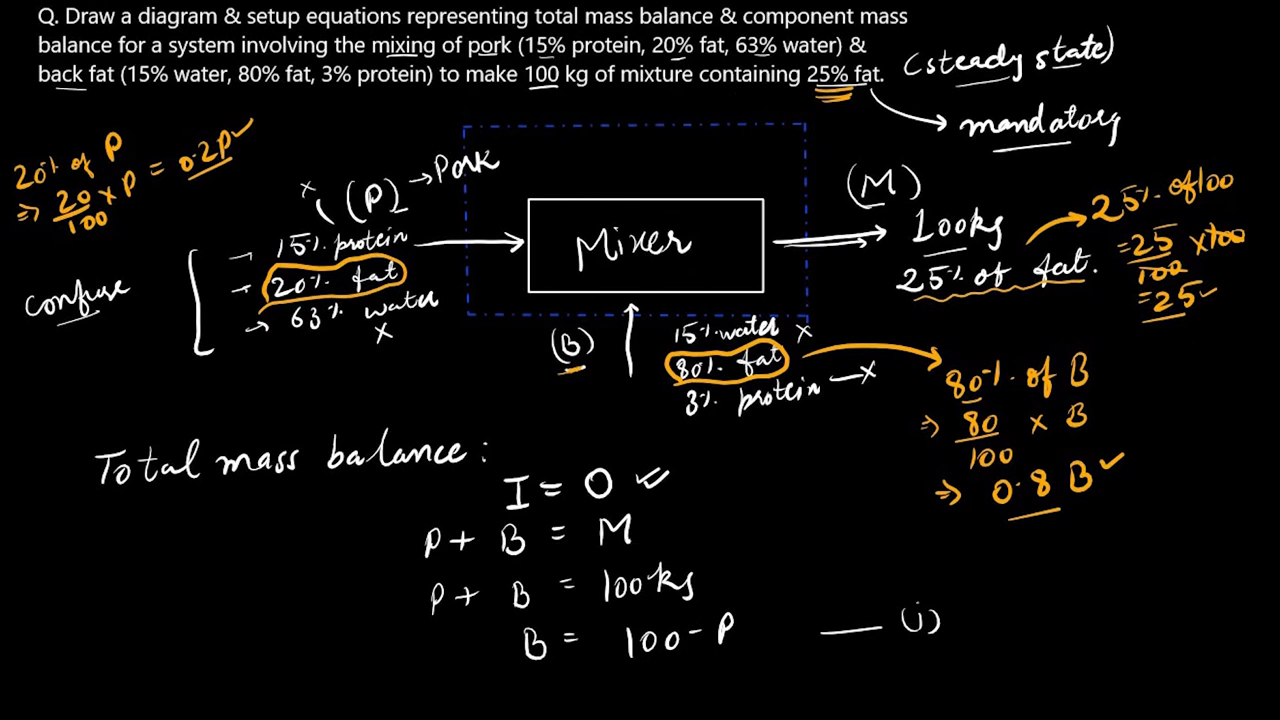 Q. Draw a diagram & setup equations representing total mass balance & component mass
balance for a system involving the mixing of pork (15% protein, 20% fat, 63% water) &
back fat (15% water, 80% fat, 3% protein) to make 100 kg of mixture containing 25% fat.
(steady state)
mandatory
20% of P
⇒ 20/100 × P = 0.2P ✓
x
(P) → Pork
Confuse
→ 15% protein
→ 20% fat
→ 63% water
x
Mixer
(M)
100kg
25% of fat.
25% of 100
= 25/100 × 100
= 25 ✓
(B)
15% water x
80% fat
3% protein — x
80% of B
⇒ 80/100 × B
⇒ 0.8 B ✓
Total mass balance:
I = O ✓
P + B = M
P + B = 100kg
B = 100 - P — (i)